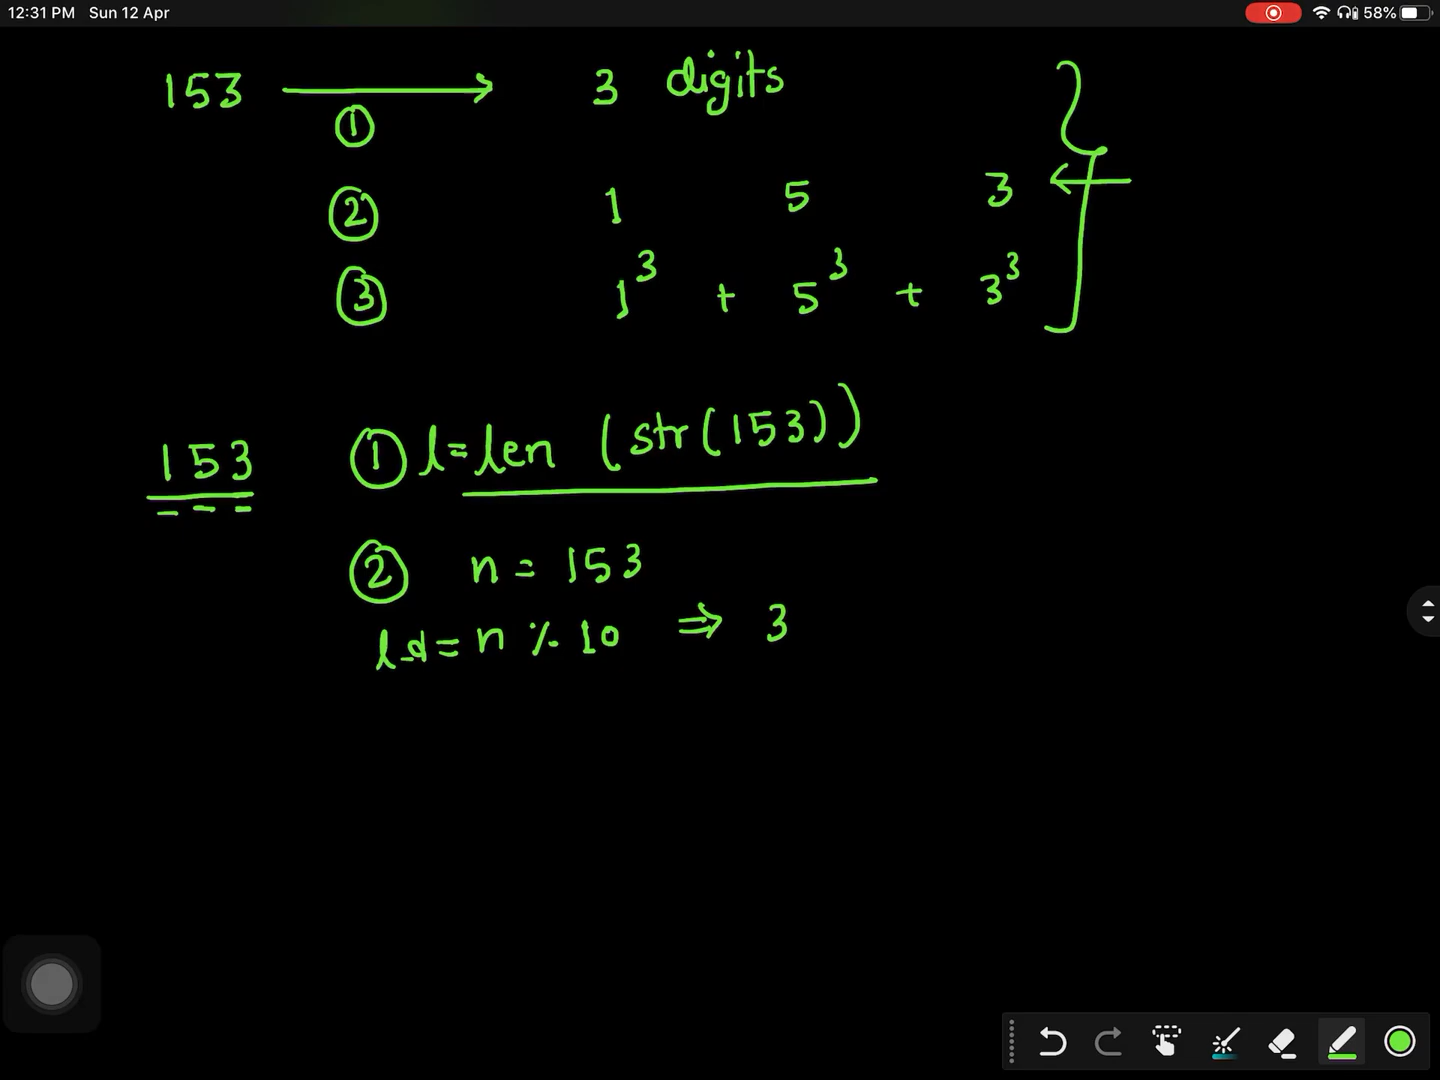 12:31 PM Sun 12 Apr 58%
153 → 3 digits
①
② 1 5 3 ←
③ 1³ + 5³ + 3³
153 ① l=len (str(153))
② n = 153
l_d = n % 10 ⇒ 3